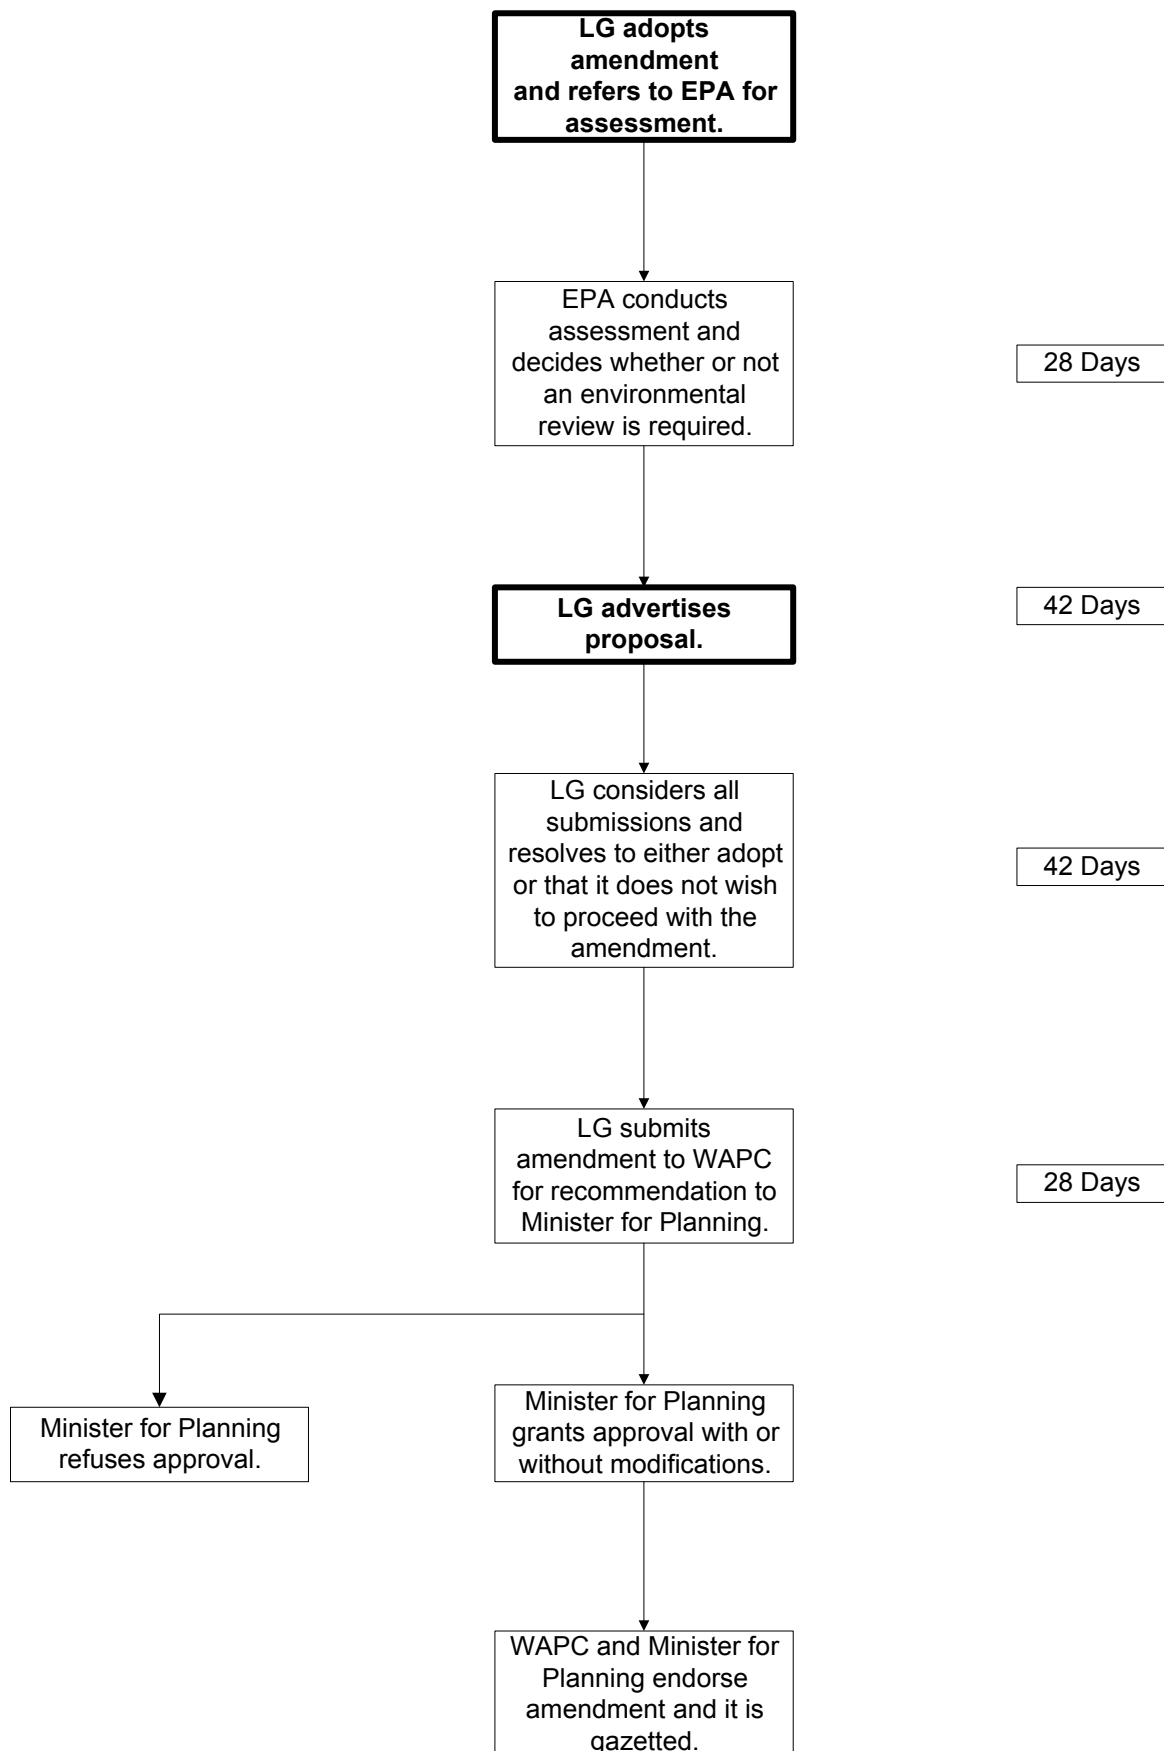 LG adopts
amendment
and refers to EPA for
assessment.
EPA conducts
assessment and
decides whether or not
an environmental
review is required.
28 Days
LG advertises
proposal.
42 Days
LG considers all
submissions and
resolves to either adopt
or that it does not wish
to proceed with the
amendment.
42 Days
LG submits
amendment to WAPC
for recommendation to
Minister for Planning.
28 Days
Minister for Planning
refuses approval.
Minister for Planning
grants approval with or
without modifications.
WAPC and Minister for
Planning endorse
amendment and it is
gazetted.